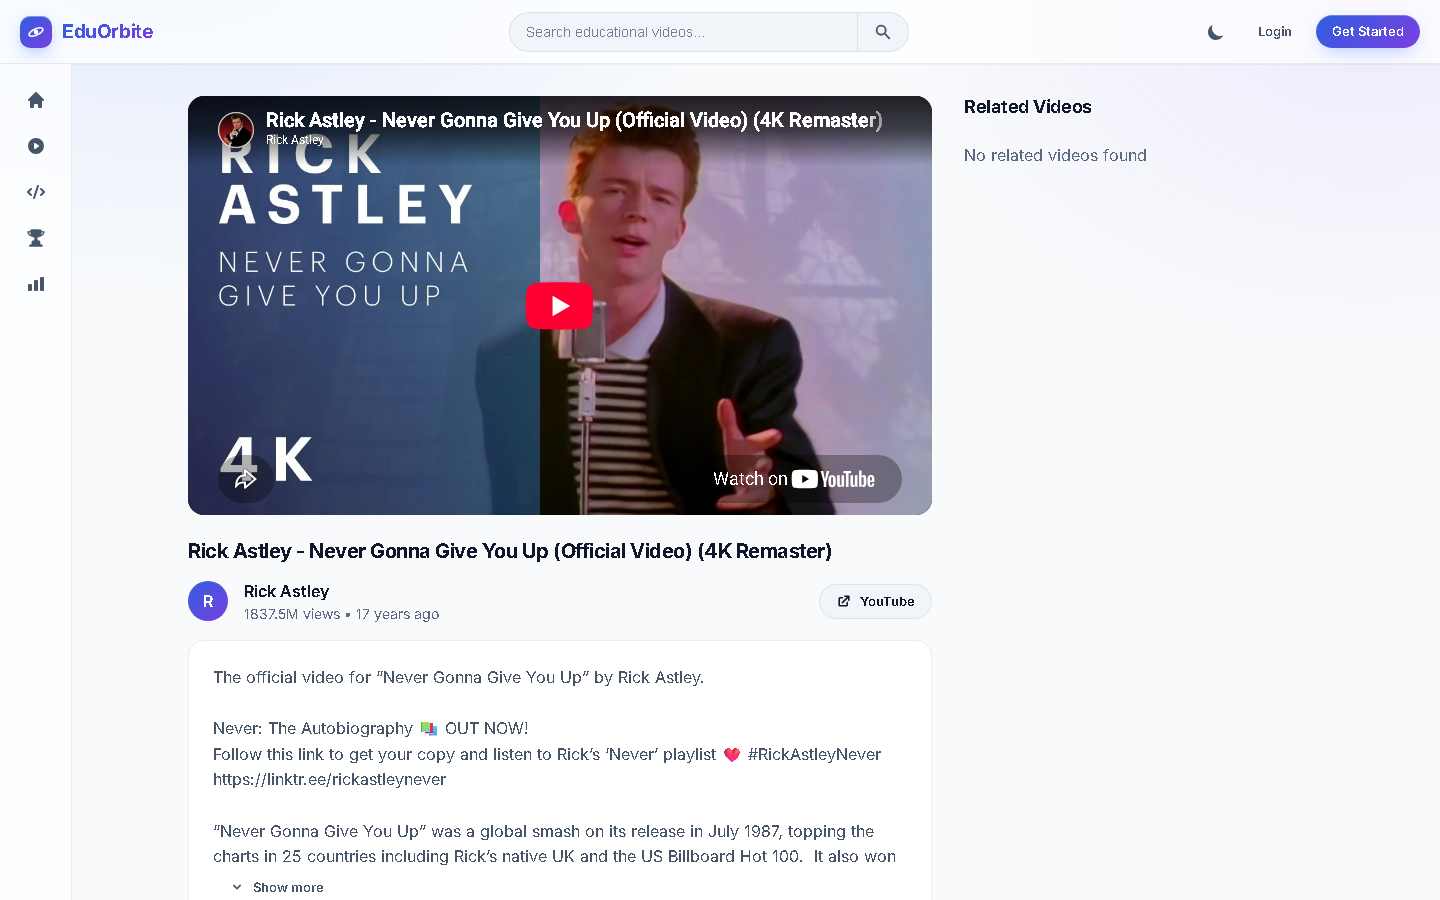 EduOrbite
Search educational videos...
Login
Get Started
Rick Astley - Never Gonna Give You Up (Official Video) (4K Remaster)
Rick Astley
RICK
ASTLEY
NEVER GONNA
GIVE YOU UP
4K
Watch on YouTube
Related Videos
No related videos found
Rick Astley - Never Gonna Give You Up (Official Video) (4K Remaster)
R
Rick Astley
1837.5M views • 17 years ago
YouTube
The official video for “Never Gonna Give You Up” by Rick Astley.
Never: The Autobiography 📚 OUT NOW!
Follow this link to get your copy and listen to Rick’s ‘Never’ playlist ❤️ #RickAstleyNever
https://linktr.ee/rickastleynever
“Never Gonna Give You Up” was a global smash on its release in July 1987, topping the
charts in 25 countries including Rick’s native UK and the US Billboard Hot 100.  It also won
Show more